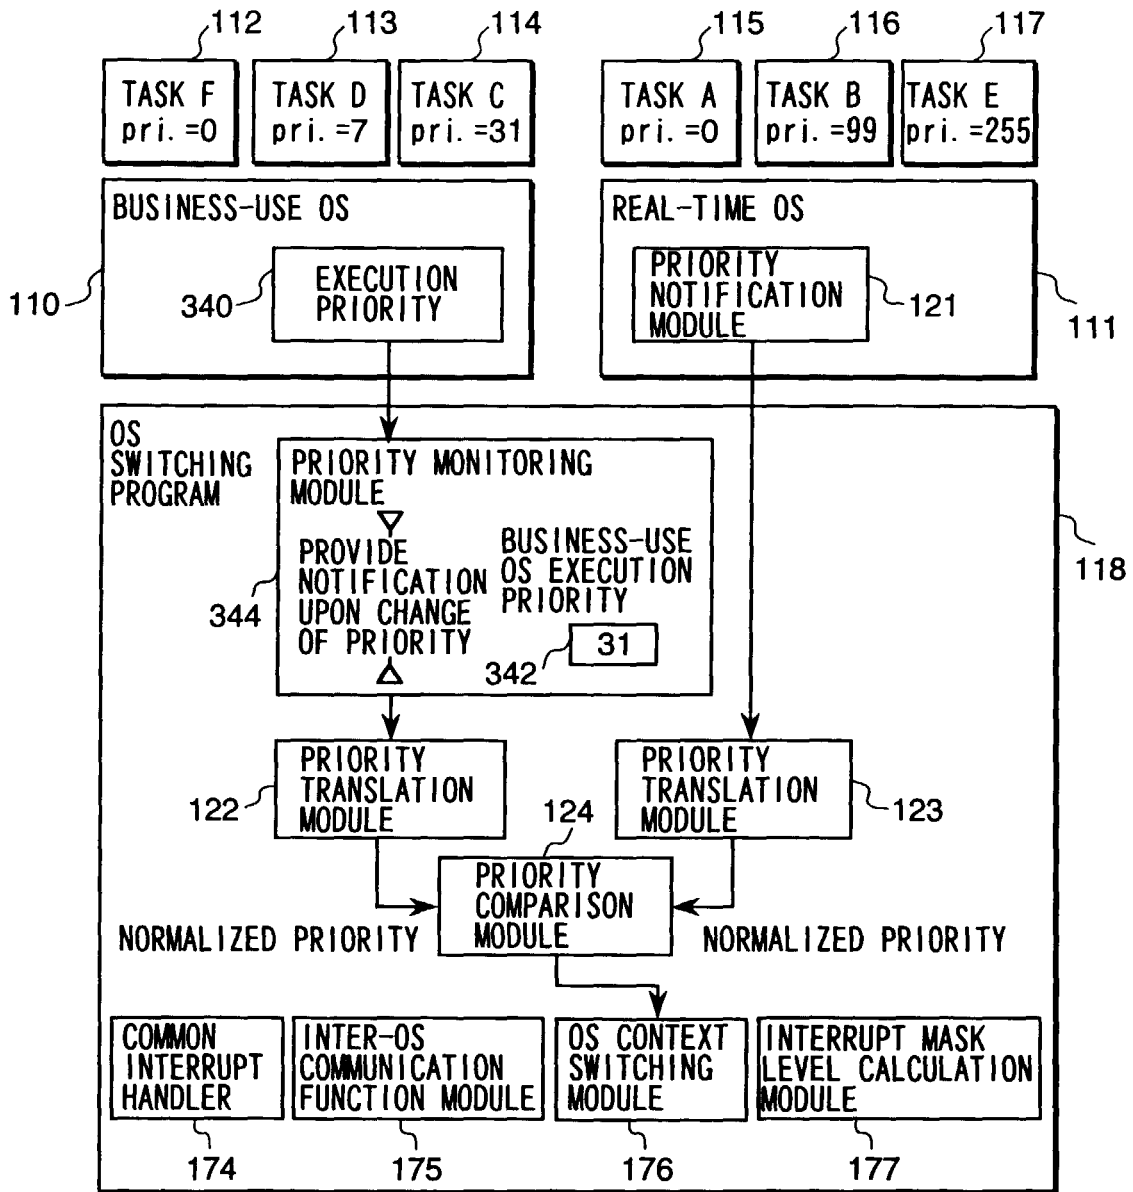 112
113
114
115
116
117
TASK F
pri.=0
TASK D
pri.=7
TASK C
pri.=31
TASK A
pri.=0
TASK B
pri.=99
TASK E
pri.=255
BUSINESS-USE OS
EXECUTION
PRIORITY
110
340
REAL-TIME OS
PRIORITY
NOTIFICATION
MODULE
121
111
OS
SWITCHING
PROGRAM
118
PRIORITY MONITORING
MODULE
PROVIDE
NOTIFICATION
UPON CHANGE
OF PRIORITY
344
BUSINESS-USE
OS EXECUTION
PRIORITY
31
342
PRIORITY
TRANSLATION
MODULE
122
PRIORITY
TRANSLATION
MODULE
123
124
PRIORITY
COMPARISON
MODULE
NORMALIZED PRIORITY
NORMALIZED PRIORITY
COMMON
INTERRUPT
HANDLER
INTER-OS
COMMUNICATION
FUNCTION MODULE
OS CONTEXT
SWITCHING
MODULE
INTERRUPT MASK
LEVEL CALCULATION
MODULE
174
175
176
177